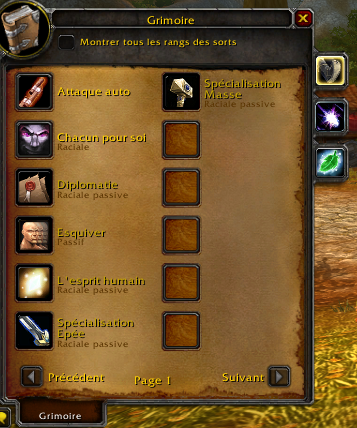 Grimoire
Montrer tous les rangs des sorts
Attaque auto
Spécialisation
Masse
Raciale passive
Chacun pour soi
Raciale
Diplomatie
Raciale passive
Esquiver
Passif
L'esprit humain
Raciale passive
Spécialisation
Epée
Raciale passive
Précédent
Page 1
Suivant
Grimoire